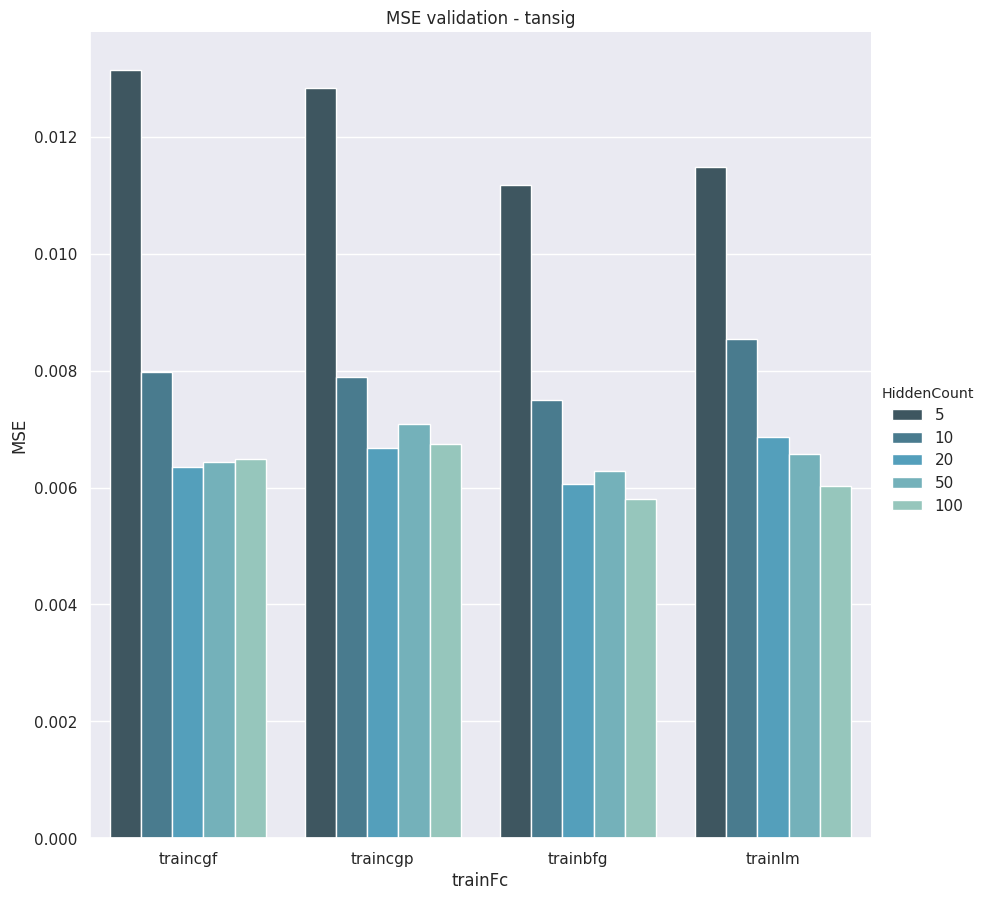 MSE validation - tansig
MSE
0.012
0.010
0.008
0.006
0.004
0.002
0.000
traincgf
traincgp
trainbfg
trainlm
trainFc
HiddenCount
5
10
20
50
100